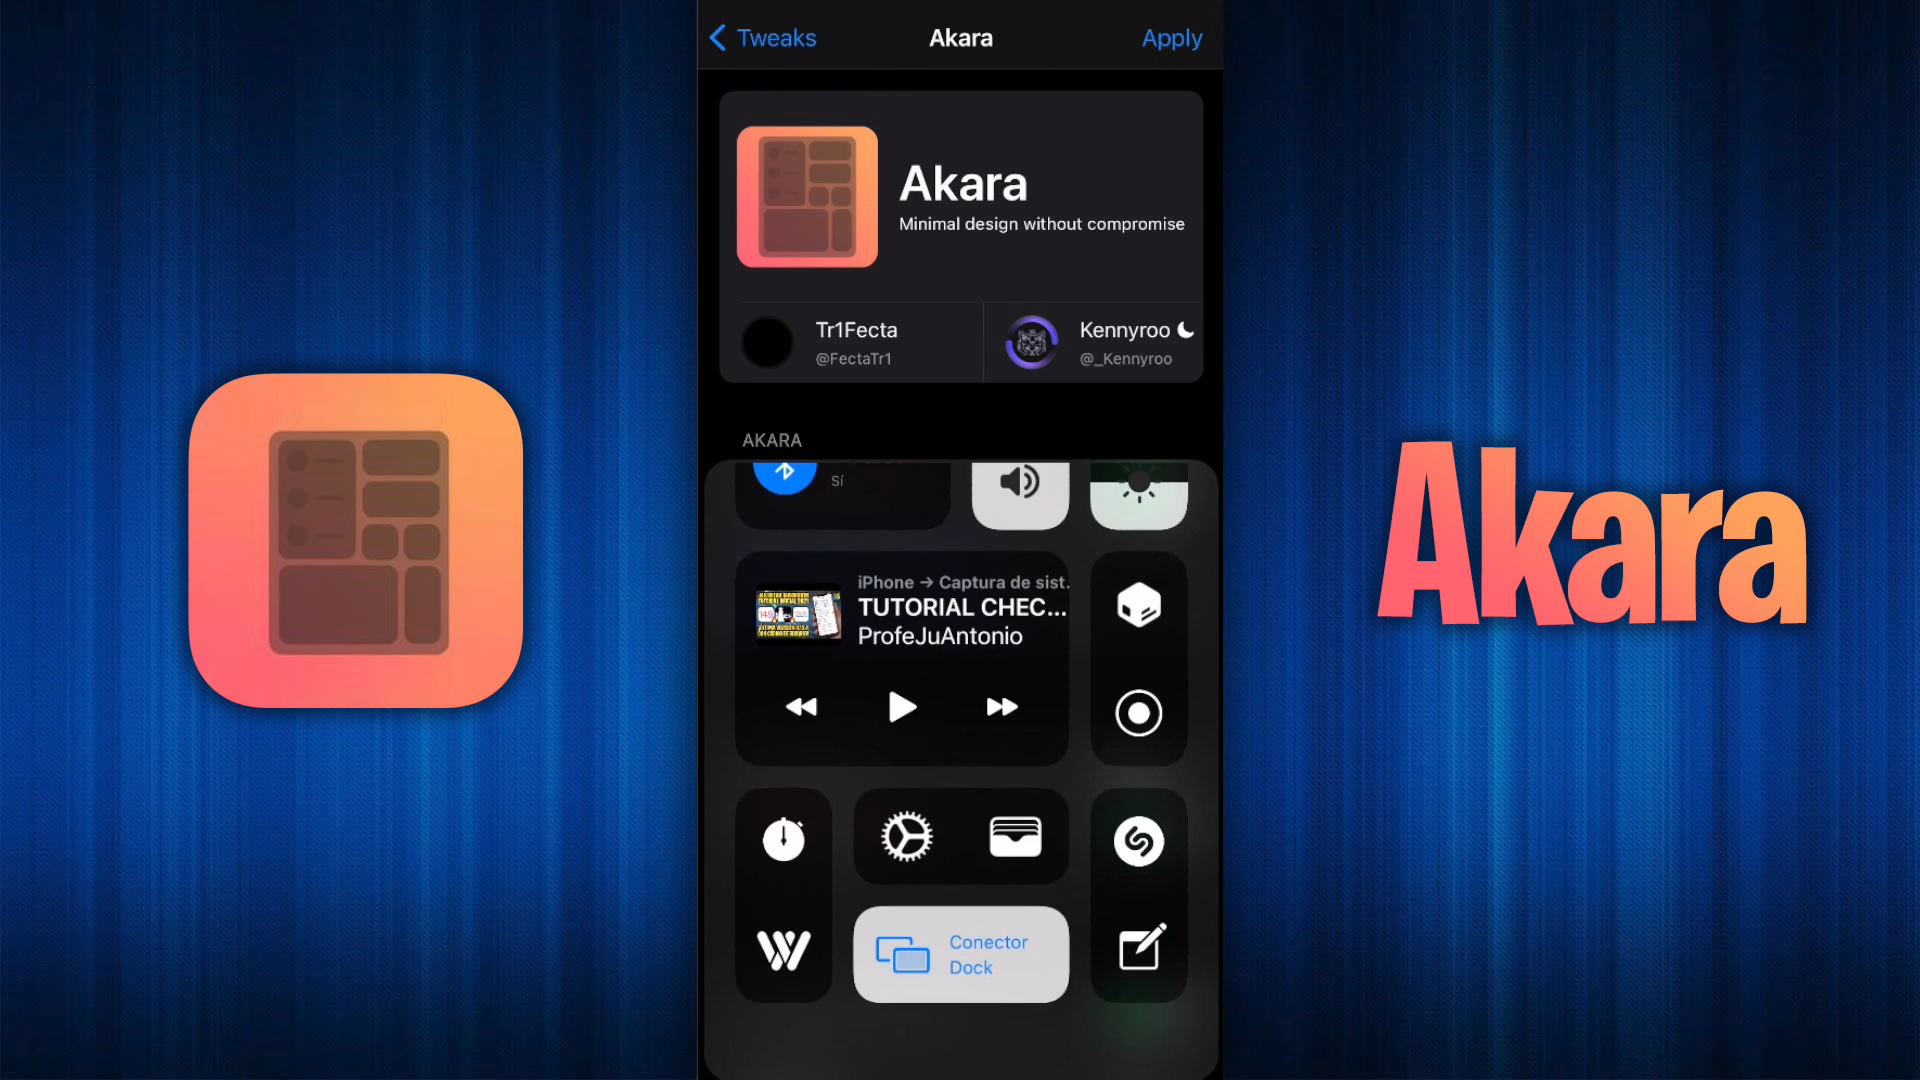 Tweaks
Akara
Apply
Akara
Minimal design without compromise
Tr1Fecta
@FectaTr1
Kennyroo
@_Kennyroo
AKARA
Sí
iPhone → Captura de sist.
TUTORIAL CHEC...
ProfeJuAntonio
Conector
Dock
Akara